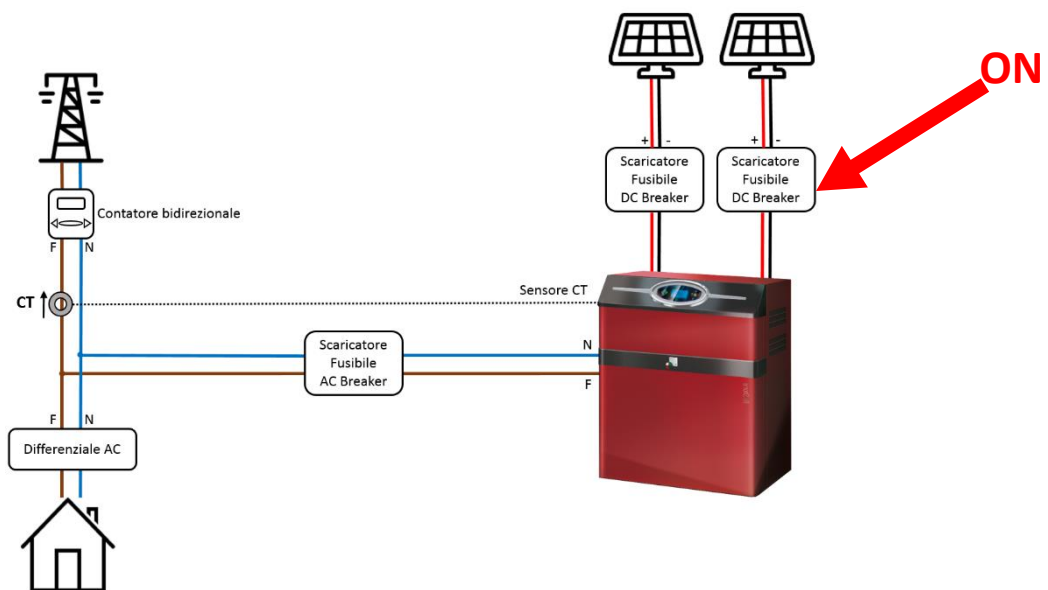 ON
+ -
+ -
Scaricatore
Fusibile
DC Breaker
Scaricatore
Fusibile
DC Breaker
Contatore bidirezionale
F N
CT
Sensore CT
Scaricatore
Fusibile
AC Breaker
N
F
F N
Differenziale AC